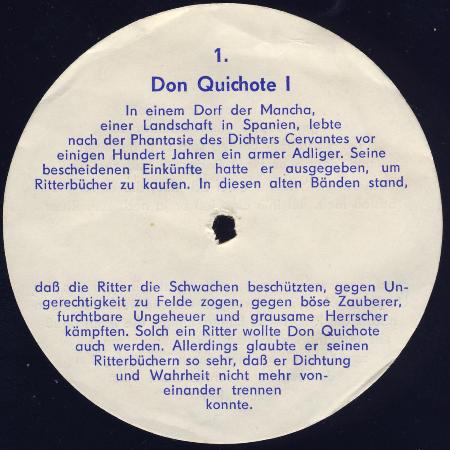 1.
Don Quichote I
In einem Dorf der Mancha,
einer Landschaft in Spanien, lebte
nach der Phantasie des Dichters Cervantes vor
einigen Hundert Jahren ein armer Adliger. Seine
bescheidenen Einkünfte hatte er ausgegeben, um
Ritterbücher zu kaufen. In diesen alten Bänden stand,
daß die Ritter die Schwachen beschützten, gegen Un-
gerechtigkeit zu Felde zogen, gegen böse Zauberer,
furchtbare Ungeheuer und grausame Herrscher
kämpften. Solch ein Ritter wollte Don Quichote
auch werden. Allerdings glaubte er seinen
Ritterbüchern so sehr, daß er Dichtung
und Wahrheit nicht mehr von-
einander trennen
konnte.